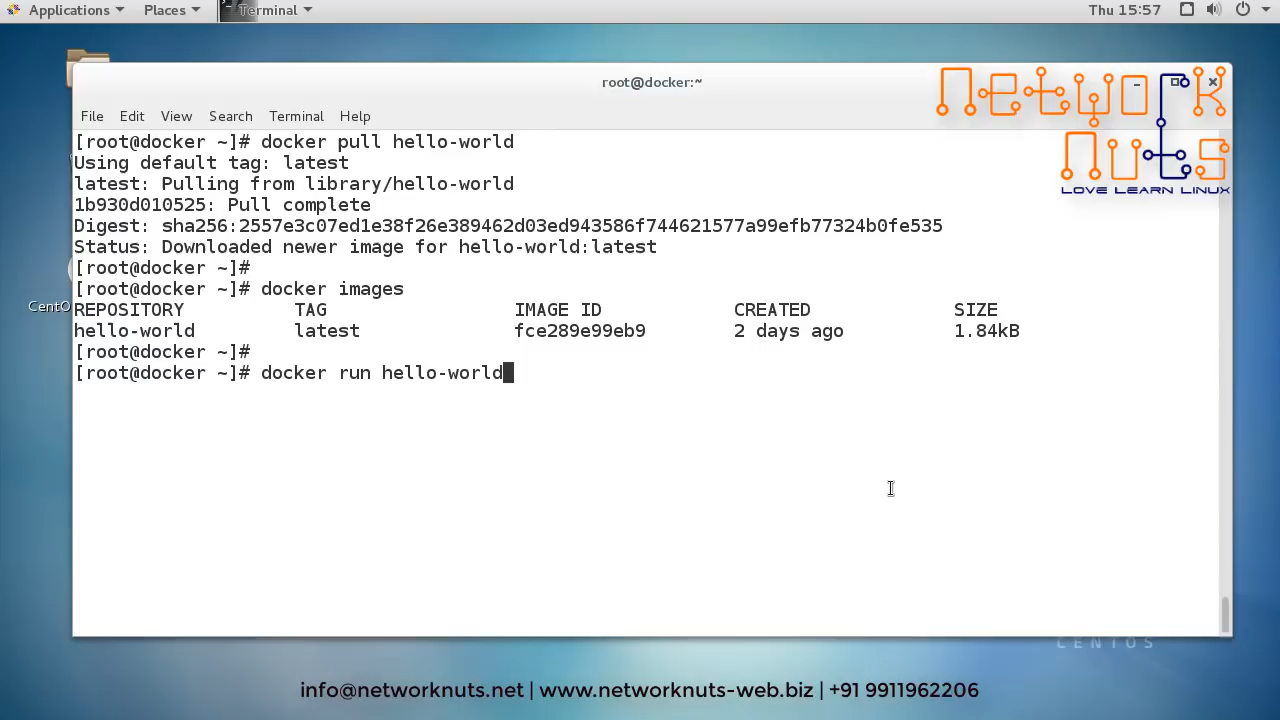 Applications Places Terminal Thu 15:57
root@docker:~
File Edit View Search Terminal Help
NETWORK
NUTS
LOVE LEARN LINUX
[root@docker ~]# docker pull hello-world
Using default tag: latest
latest: Pulling from library/hello-world
1b930d010525: Pull complete
Digest: sha256:2557e3c07ed1e38f26e389462d03ed943586f744621577a99efb77324b0fe535
Status: Downloaded newer image for hello-world:latest
[root@docker ~]#
[root@docker ~]# docker images
REPOSITORY TAG IMAGE ID CREATED SIZE
hello-world latest fce289e99eb9 2 days ago 1.84kB
[root@docker ~]#
[root@docker ~]# docker run hello-world
CentO
CENTOS
info@networknuts.net | www.networknuts-web.biz | +91 9911962206